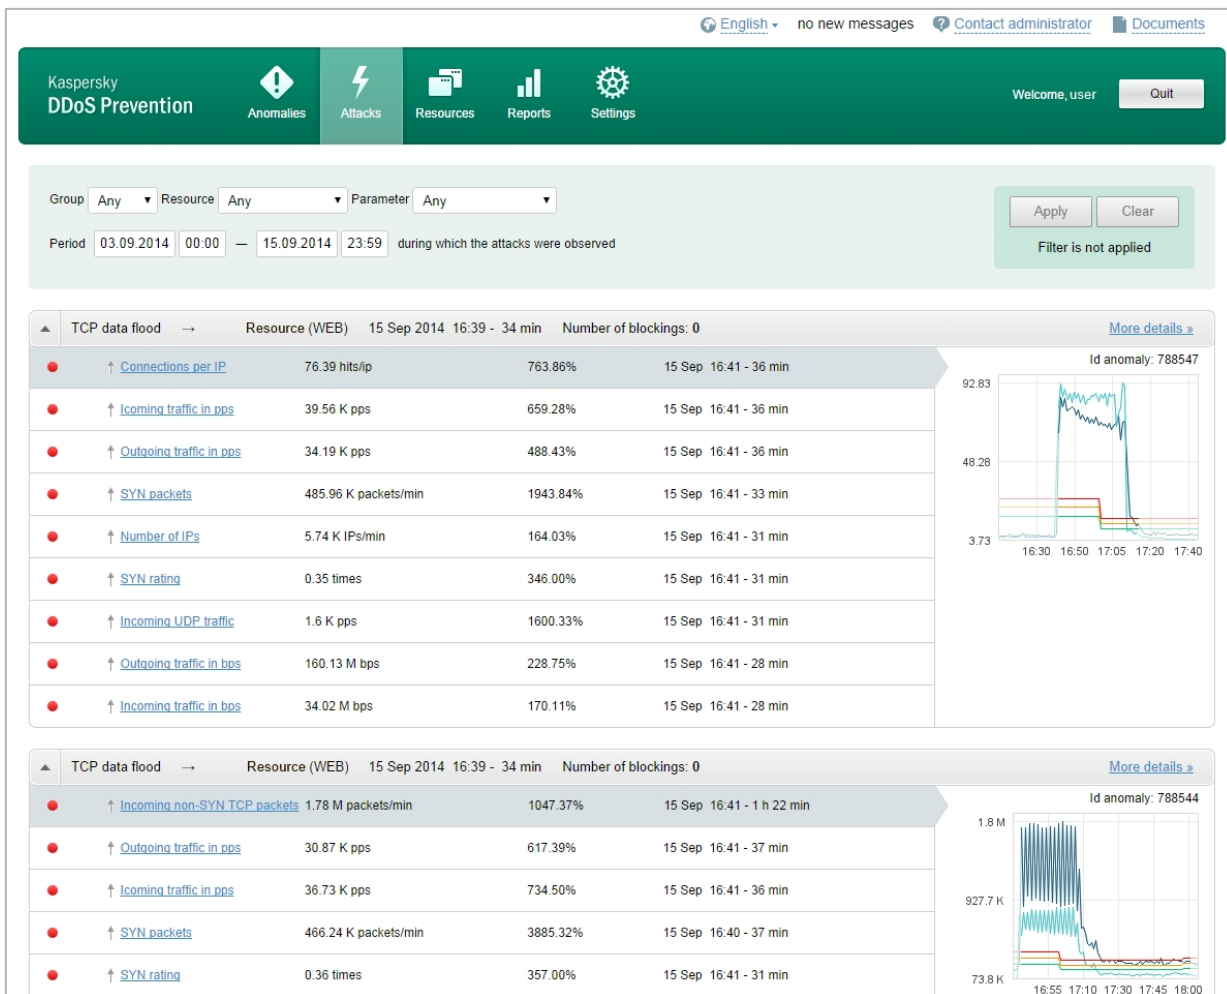 English no new messages Contact administrator Documents
Kaspersky
DDoS Prevention
Anomalies Attacks Resources Reports Settings
Welcome, user Quit
Group Any Resource Any Parameter Any
Apply Clear
Period 03.09.2014 00:00 — 15.09.2014 23:59 during which the attacks were observed
Filter is not applied
TCP data flood → Resource (WEB) 15 Sep 2014 16:39 - 34 min Number of blockings: 0 More details »
Id anomaly: 788547
Connections per IP 76.39 hits/ip 763.86% 15 Sep 16:41 - 36 min
Icoming traffic in pps 39.56 K pps 659.28% 15 Sep 16:41 - 36 min
Outgoing traffic in pps 34.19 K pps 488.43% 15 Sep 16:41 - 36 min
SYN packets 485.96 K packets/min 1943.84% 15 Sep 16:41 - 33 min
Number of IPs 5.74 K IPs/min 164.03% 15 Sep 16:41 - 31 min
SYN rating 0.35 times 346.00% 15 Sep 16:41 - 31 min
Incoming UDP traffic 1.6 K pps 1600.33% 15 Sep 16:41 - 31 min
Outgoing traffic in bps 160.13 M bps 228.75% 15 Sep 16:41 - 28 min
Incoming traffic in bps 34.02 M bps 170.11% 15 Sep 16:41 - 28 min
92.83
48.28
3.73
16:30 16:50 17:05 17:20 17:40
TCP data flood → Resource (WEB) 15 Sep 2014 16:39 - 34 min Number of blockings: 0 More details »
Id anomaly: 788544
Incoming non-SYN TCP packets 1.78 M packets/min 1047.37% 15 Sep 16:41 - 1 h 22 min
Outgoing traffic in pps 30.87 K pps 617.39% 15 Sep 16:41 - 37 min
Icoming traffic in pps 36.73 K pps 734.50% 15 Sep 16:41 - 36 min
SYN packets 466.24 K packets/min 3885.32% 15 Sep 16:40 - 37 min
SYN rating 0.36 times 357.00% 15 Sep 16:41 - 31 min
1.8 M
927.7 K
73.8 K
16:55 17:10 17:30 17:45 18:00